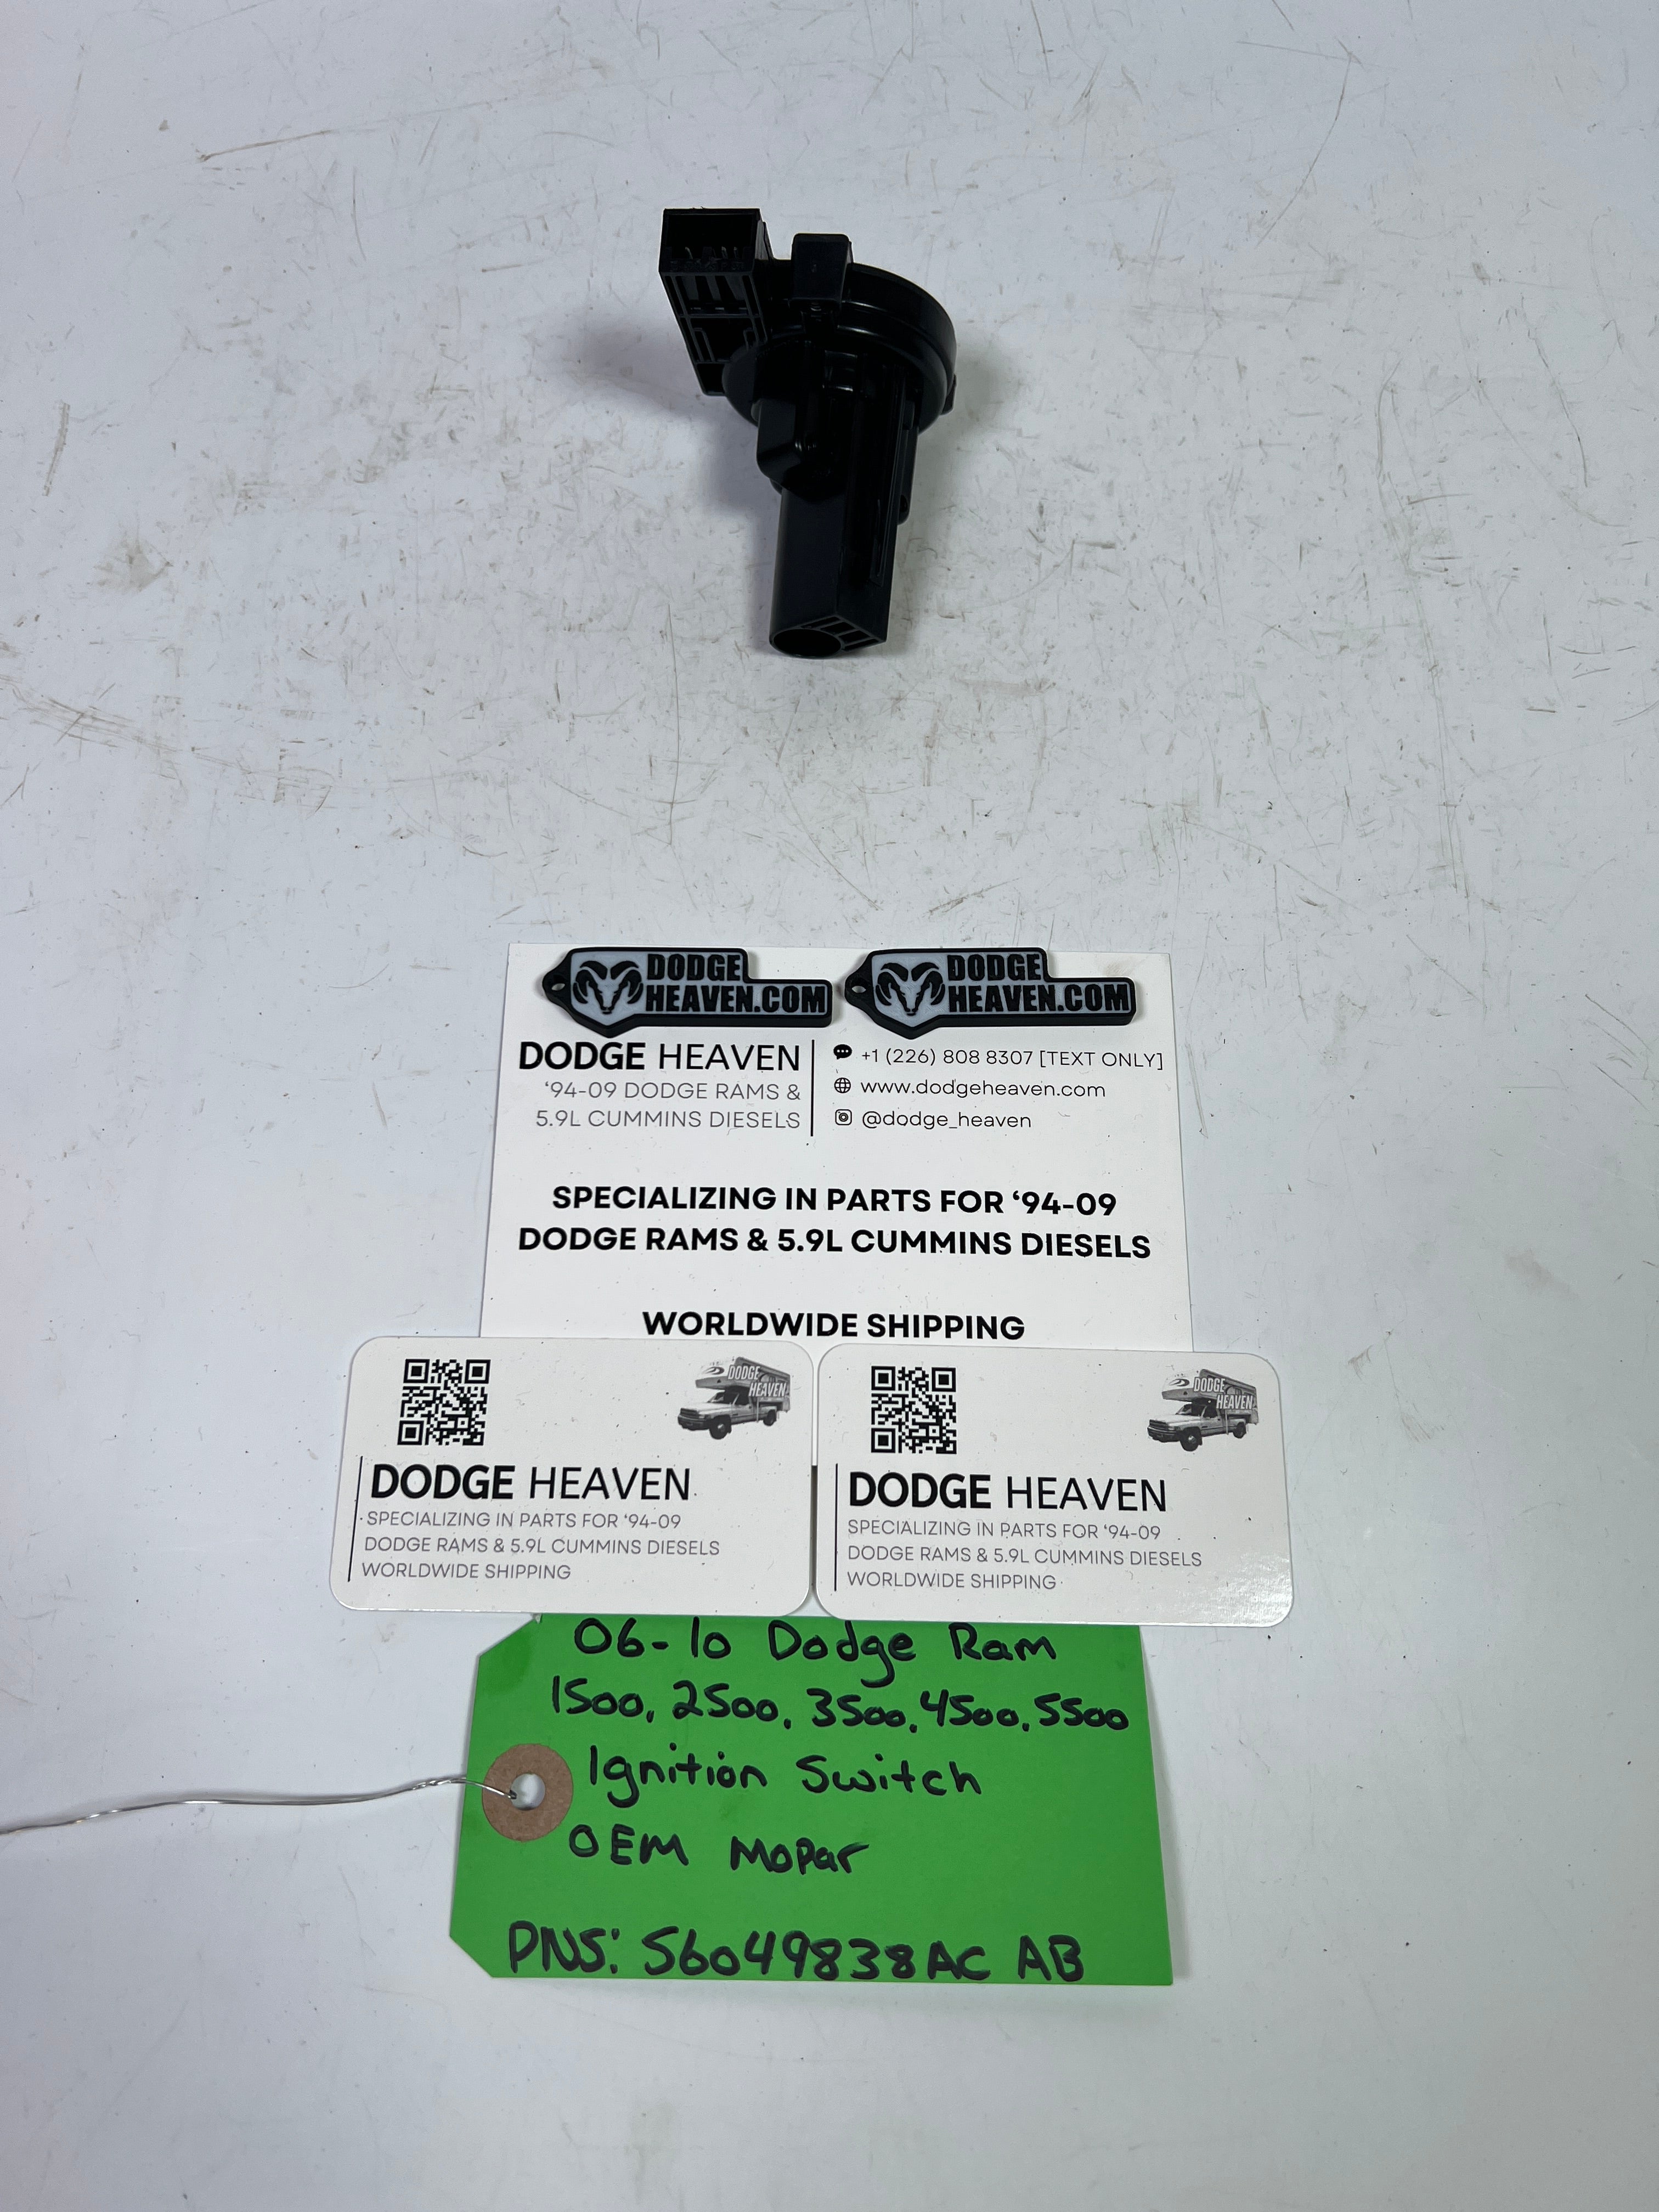 DODGE
HEAVEN.COM
DODGE
HEAVEN.COM
DODGE HEAVEN
'94-09 DODGE RAMS &
5.9L CUMMINS DIESELS
+1 (226) 808 8307 [TEXT ONLY]
www.dodgeheaven.com
@dodge_heaven
SPECIALIZING IN PARTS FOR '94-09
DODGE RAMS & 5.9L CUMMINS DIESELS
WORLDWIDE SHIPPING
DODGE
HEAVEN
DODGE HEAVEN
SPECIALIZING IN PARTS FOR '94-09
DODGE RAMS & 5.9L CUMMINS DIESELS
WORLDWIDE SHIPPING
DODGE
HEAVEN
DODGE HEAVEN
SPECIALIZING IN PARTS FOR '94-09
DODGE RAMS & 5.9L CUMMINS DIESELS
WORLDWIDE SHIPPING
06-10 Dodge Ram
1500, 2500, 3500, 4500, 5500
Ignition Switch
OEM Mopar
PNS: 56049838AC AB